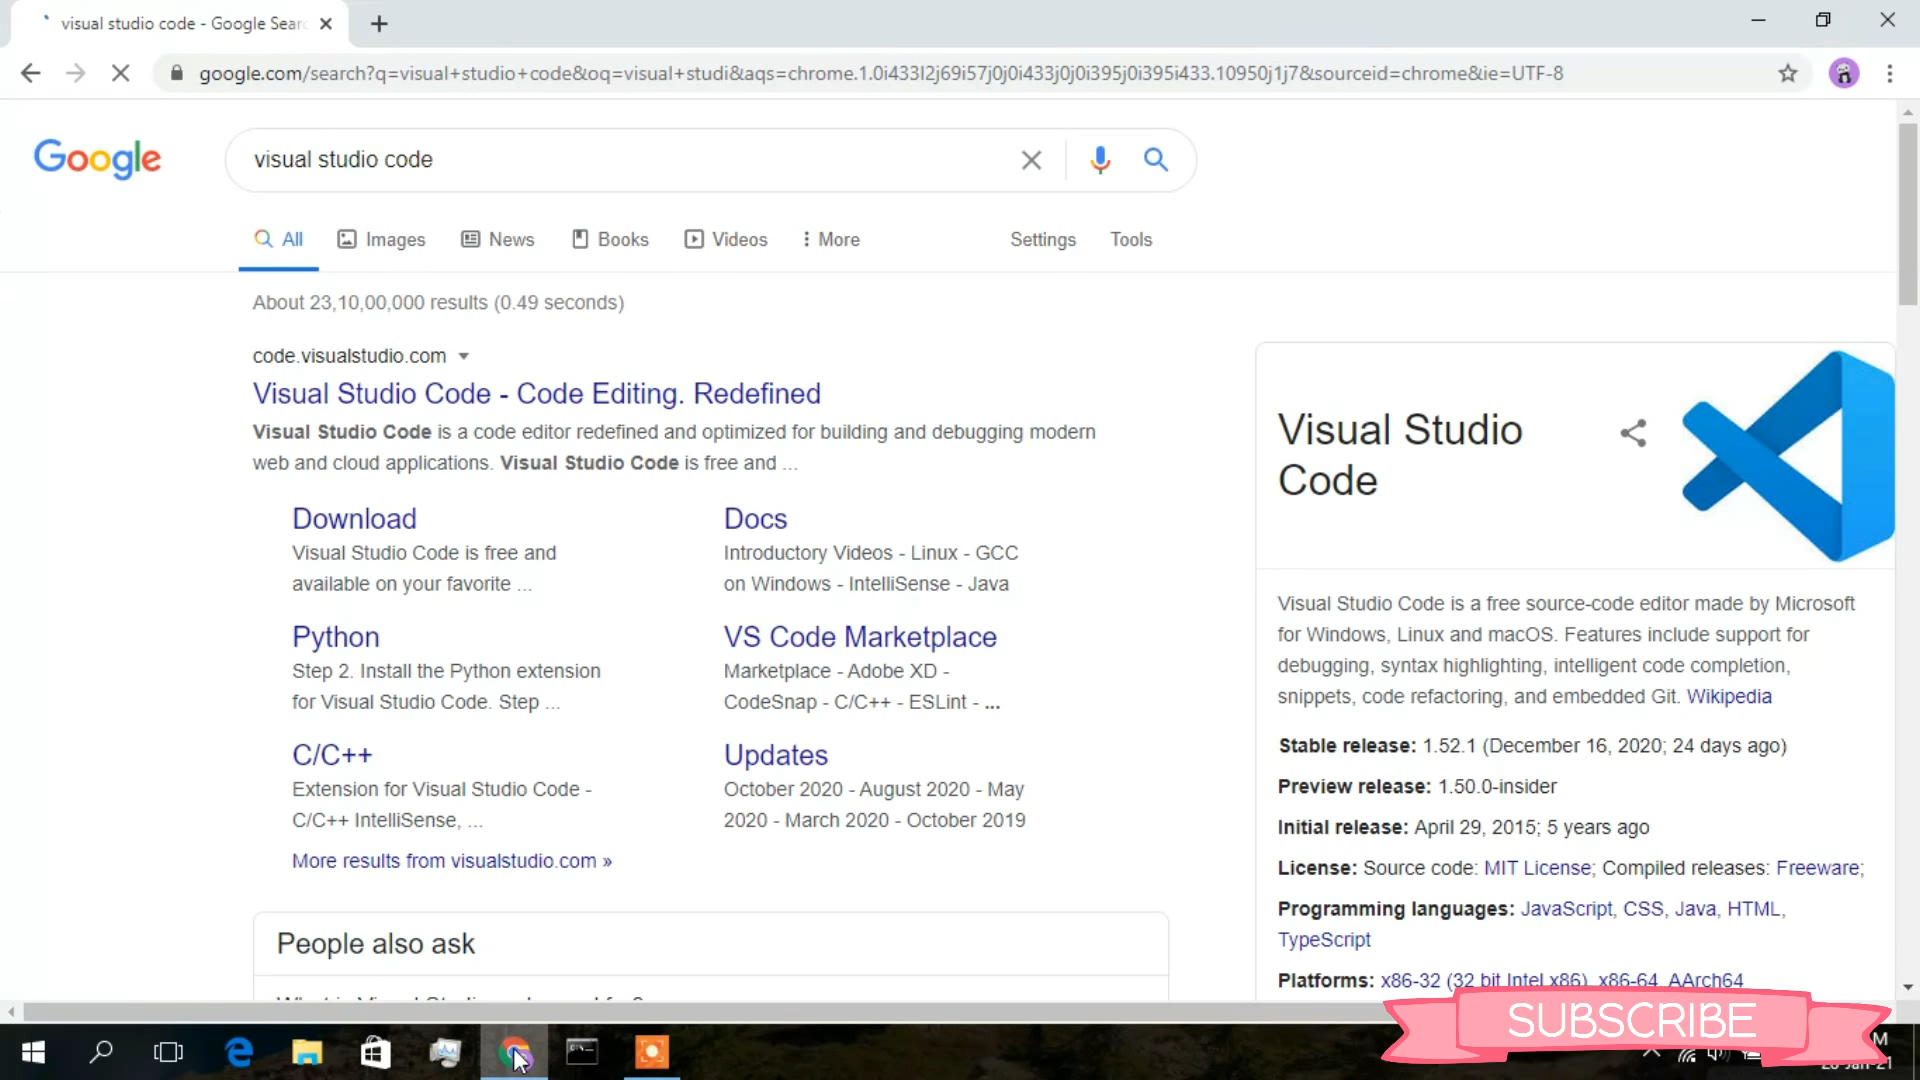 visual studio code - Google Sear
google.com/search?q=visual+studio+code&oq=visual+studi&aqs=chrome.1.0i433l2j69i57j0j0i433j0j0i395j0i395i433.10950j1j7&sourceid=chrome&ie=UTF-8
Google
visual studio code
All Images News Books Videos More Settings Tools
About 23,10,00,000 results (0.49 seconds)
code.visualstudio.com
Visual Studio Code - Code Editing. Redefined
Visual Studio Code is a code editor redefined and optimized for building and debugging modern
web and cloud applications. Visual Studio Code is free and ...
Download
Visual Studio Code is free and
available on your favorite ...
Docs
Introductory Videos - Linux - GCC
on Windows - IntelliSense - Java
Python
Step 2. Install the Python extension
for Visual Studio Code. Step ...
VS Code Marketplace
Marketplace - Adobe XD -
CodeSnap - C/C++ - ESLint - ...
C/C++
Extension for Visual Studio Code -
C/C++ IntelliSense, ...
Updates
October 2020 - August 2020 - May
2020 - March 2020 - October 2019
More results from visualstudio.com »
People also ask
Visual Studio
Code
Visual Studio Code is a free source-code editor made by Microsoft
for Windows, Linux and macOS. Features include support for
debugging, syntax highlighting, intelligent code completion,
snippets, code refactoring, and embedded Git. Wikipedia
Stable release: 1.52.1 (December 16, 2020; 24 days ago)
Preview release: 1.50.0-insider
Initial release: April 29, 2015; 5 years ago
License: Source code: MIT License; Compiled releases: Freeware;
Programming languages: JavaScript, CSS, Java, HTML,
TypeScript
Platforms: x86-32 (32 bit Intel x86), x86-64, AArch64
SUBSCRIBE